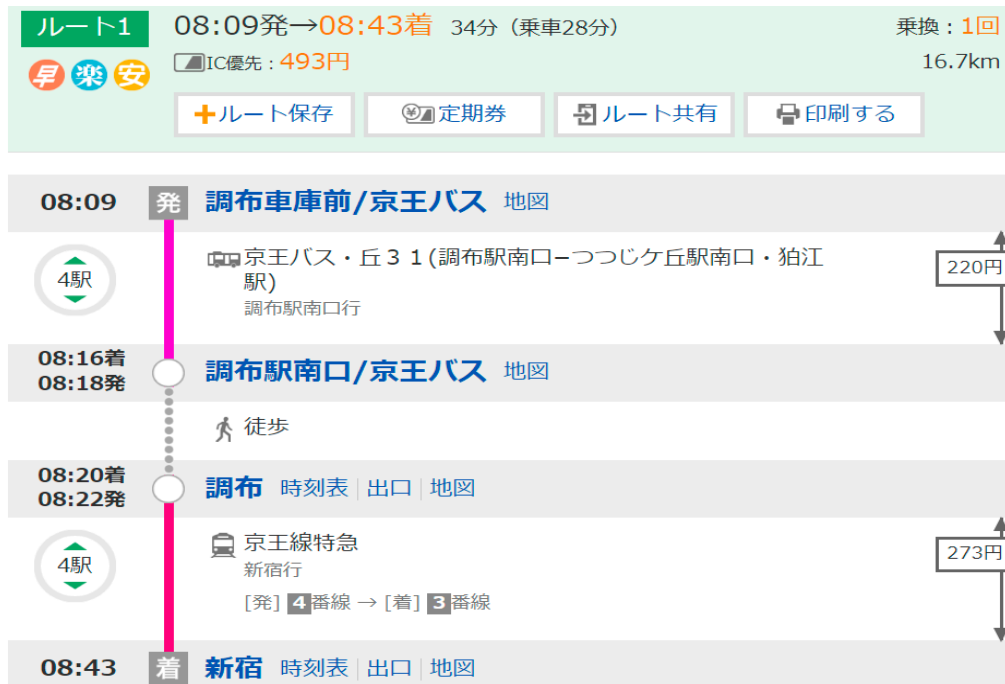 ルート1 08:09発→08:43着 34分（乗車28分） 乗換：1回
早 楽 安 IC優先：493円 16.7km
+ルート保存 定期券 ルート共有 印刷する
08:09 発 調布車庫前/京王バス 地図
4駅 京王バス・丘３１(調布駅南口−つつじケ丘駅南口・狛江
駅)
調布駅南口行
220円
08:16着
08:18発
調布駅南口/京王バス 地図
徒歩
08:20着
08:22発
調布 時刻表 出口 地図
4駅 京王線特急
新宿行
[発] 4番線 → [着] 3番線
273円
08:43 着 新宿 時刻表 出口 地図